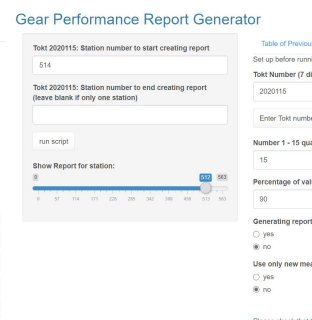 Gear Performance Report Generator
Tokt 2020115: Station number to start creating report
514
Tokt 2020115: Station number to end creating report
(leave blank if only one station)
run script
Show Report for station:
0 512 563
0 57 114 171 228 285 342 399 456 513 563
Table of Previou
Set up before runni
Tokt Number (7 di
2020115
Enter Tokt numbe
Number 1 - 15 qua
15
Percentage of val
90
Generating report
yes
no
Use only new mea
yes
no